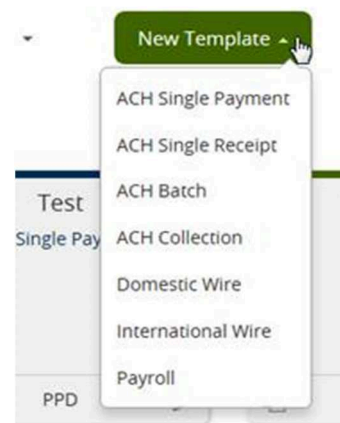 New Template
ACH Single Payment
ACH Single Receipt
ACH Batch
ACH Collection
Domestic Wire
International Wire
Payroll
Test
Single Pay
PPD